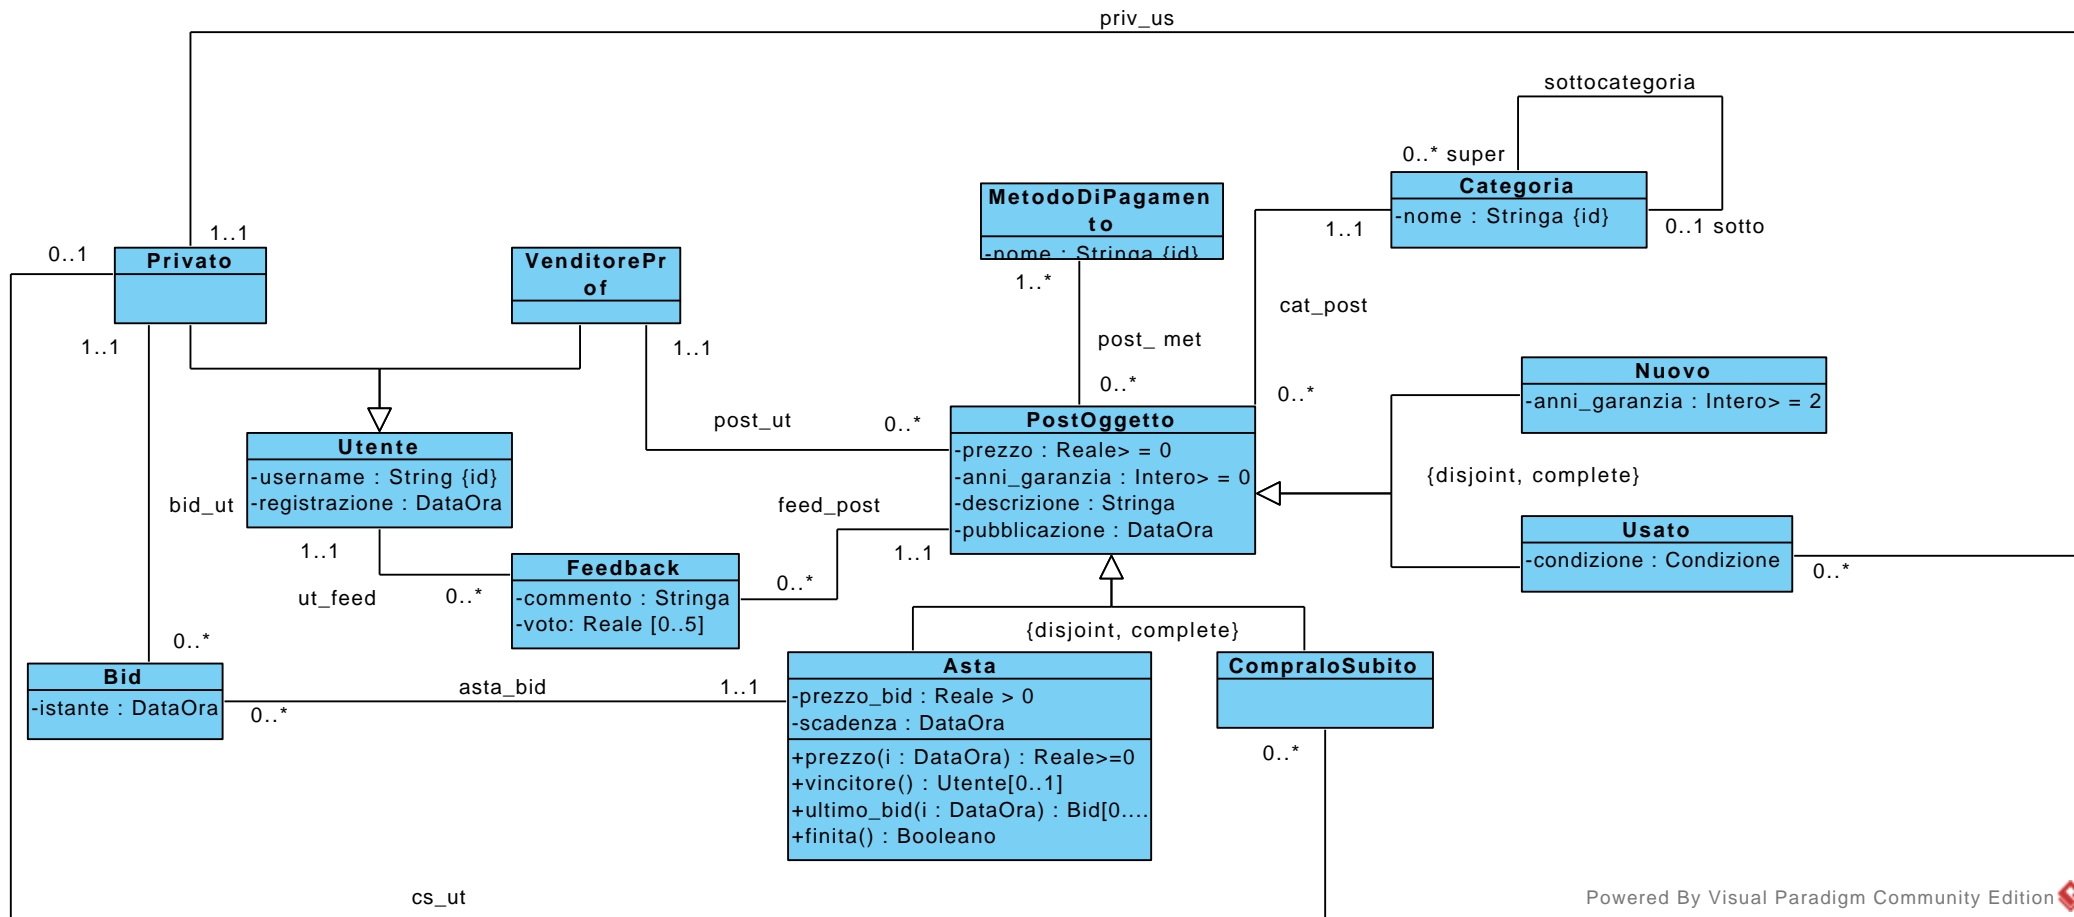 priv_us
sottocategoria
0..* super
Categoria
-nome : Stringa {id}
0..1 sotto
1..1
MetodoDiPagamen
to
-nome : Stringa {id}
1..*
1..1
0..1
Privato
VenditorePr
of
1..1
1..1
cat_post
post_ met
0..*
0..*
Nuovo
-anni_garanzia : Intero> = 2
post_ut
0..*
PostOggetto
-prezzo : Reale> = 0
-anni_garanzia : Intero> = 0
-descrizione : Stringa
-pubblicazione : DataOra
Utente
-username : String {id}
-registrazione : DataOra
{disjoint, complete}
bid_ut
feed_post
1..1
1..1
Usato
-condizione : Condizione
0..*
Feedback
-commento : Stringa
-voto: Reale [0..5]
ut_feed
0..*
0..*
{disjoint, complete}
0..*
Bid
-istante : DataOra
0..*
asta_bid
1..1
Asta
-prezzo_bid : Reale > 0
-scadenza : DataOra
+prezzo(i : DataOra) : Reale>=0
+vincitore() : Utente[0..1]
+ultimo_bid(i : DataOra) : Bid[0....
+finita() : Booleano
CompraloSubito
0..*
cs_ut
Powered By Visual Paradigm Community Edition